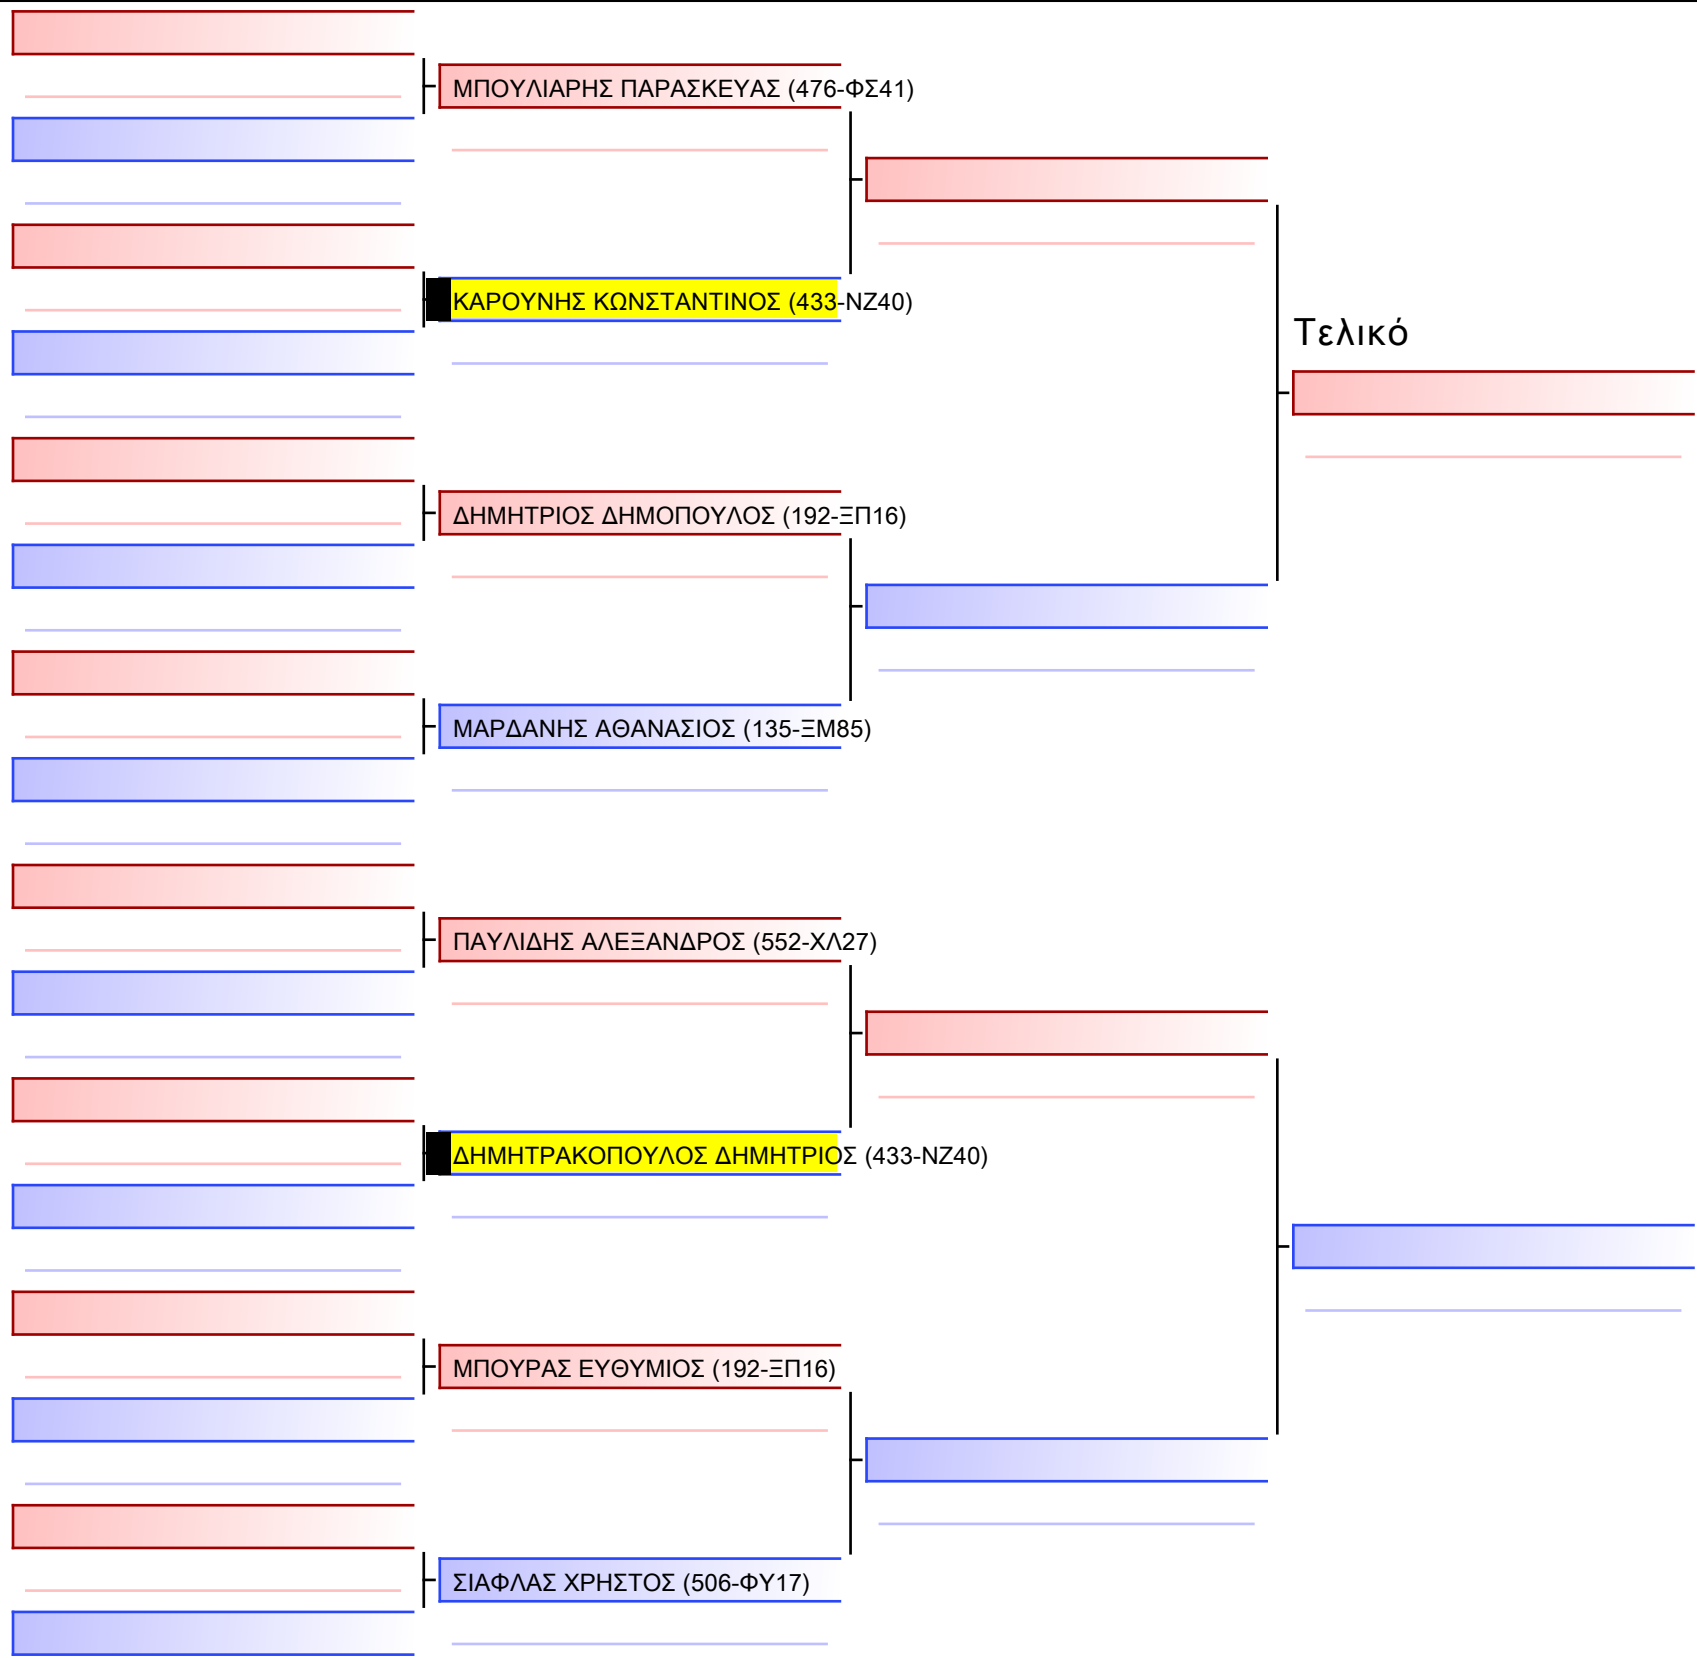 ΜΠΟΥΛΙΑΡΗΣ ΠΑΡΑΣΚΕΥΑΣ (476-ΦΣ41)
ΚΑΡΟΥΝΗΣ ΚΩΝΣΤΑΝΤΙΝΟΣ (433-ΝΖ40)
Τελικό
ΔΗΜΗΤΡΙΟΣ ΔΗΜΟΠΟΥΛΟΣ (192-ΞΠ16)
ΜΑΡΔΑΝΗΣ ΑΘΑΝΑΣΙΟΣ (135-ΞΜ85)
ΠΑΥΛΙΔΗΣ ΑΛΕΞΑΝΔΡΟΣ (552-ΧΛ27)
ΔΗΜΗΤΡΑΚΟΠΟΥΛΟΣ ΔΗΜΗΤΡΙΟΣ (433-ΝΖ40)
ΜΠΟΥΡΑΣ ΕΥΘΥΜΙΟΣ (192-ΞΠ16)
ΣΙΑΦΛΑΣ ΧΡΗΣΤΟΣ (506-ΦΥ17)